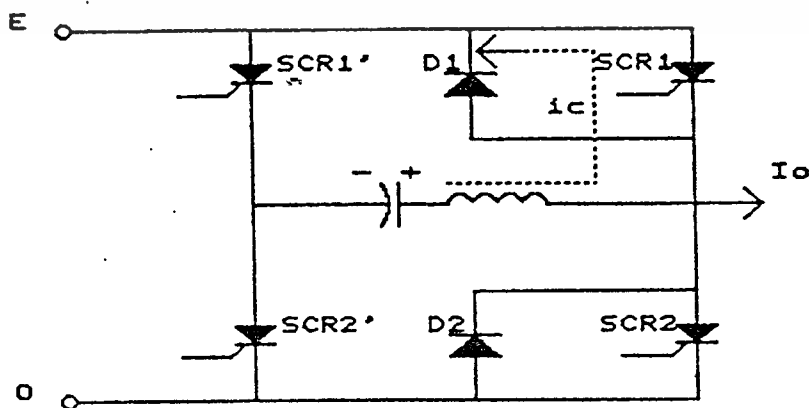 E
SCR1'
D1
SCR1
ic
- +
Io
SCR2'
D2
SCR2
O